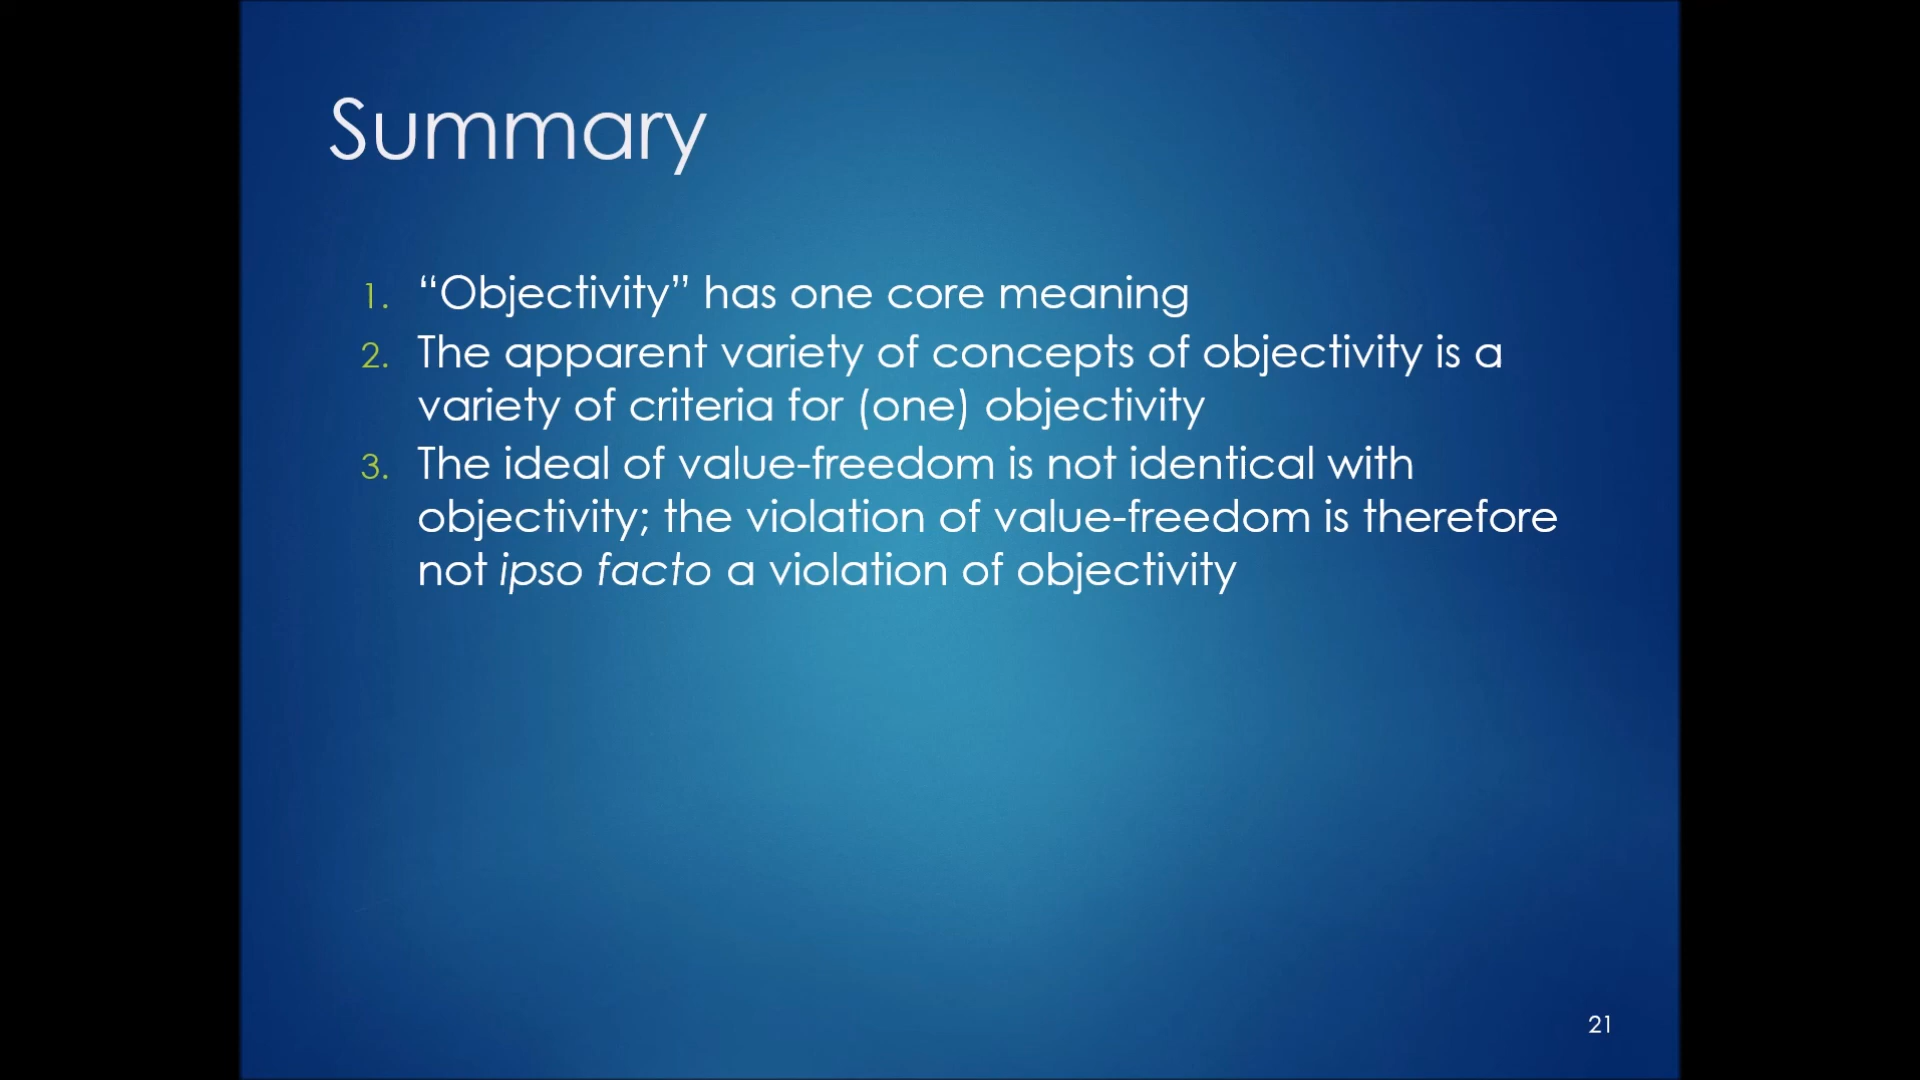 Summary
1. “Objectivity” has one core meaning
2. The apparent variety of concepts of objectivity is a
variety of criteria for (one) objectivity
3. The ideal of value-freedom is not identical with
objectivity; the violation of value-freedom is therefore
not ipso facto a violation of objectivity
21